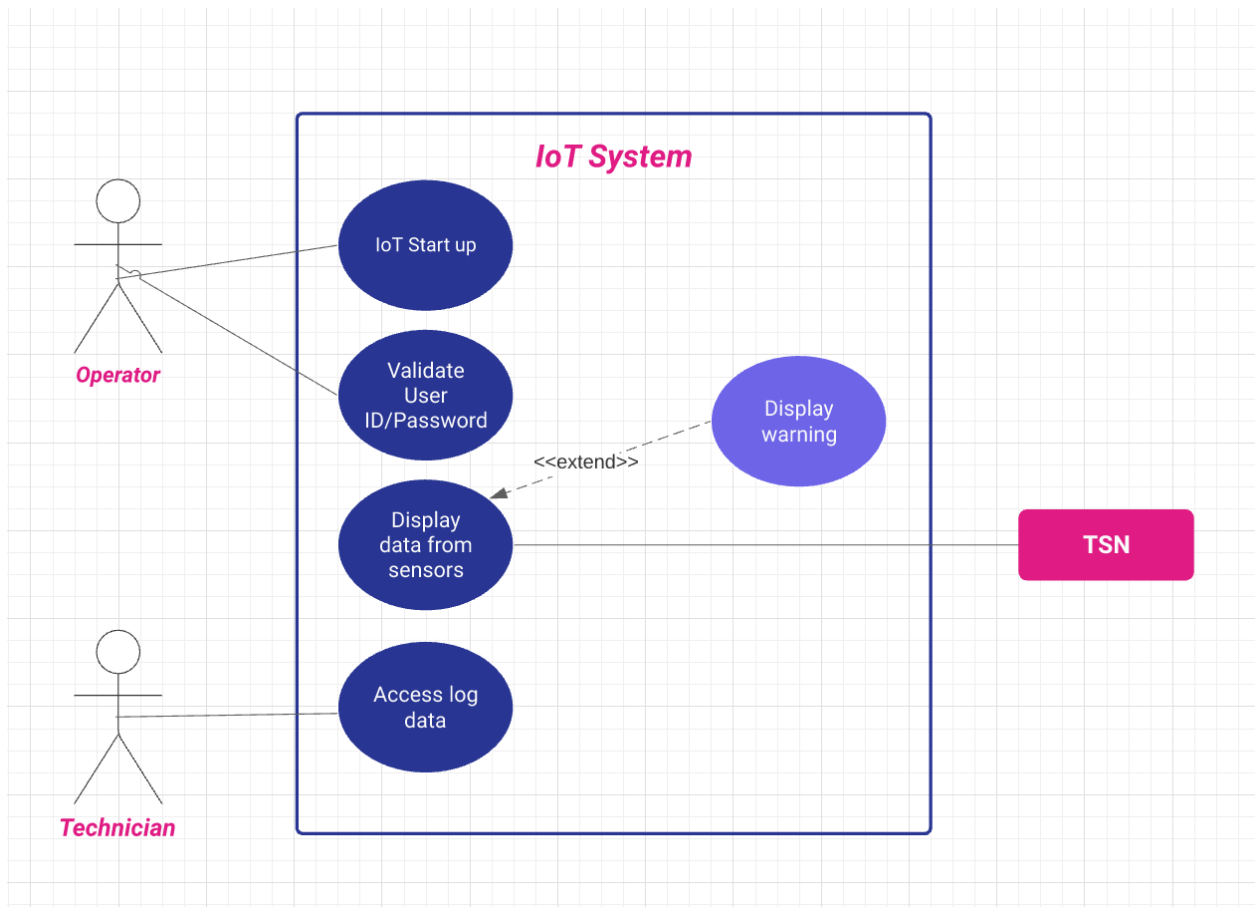 IoT System
IoT Start up
Operator
Validate
User
ID/Password
Display
warning
<<extend>>
Display
data from
sensors
TSN
Access log
data
Technician